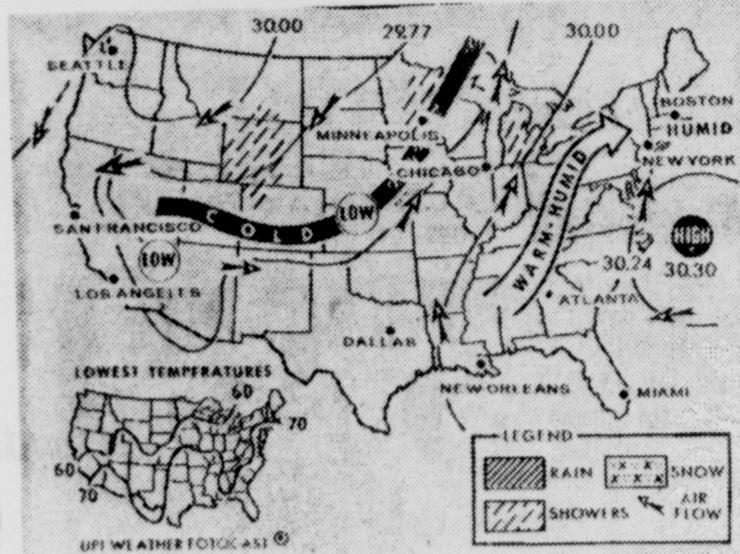 30.00
29.77
30.00
SEATTLE
MINNEAPOLIS
BOSTON
HUMID
CHICAGO
NEW YORK
SAN FRANCISCO
COLD
LOW
WARM-HUMID
LOW
HIGH
30.24
30.30
LOS ANGELES
ATLANTA
DALLAS
LOWEST TEMPERATURES
60
70
NEW ORLEANS
MIAMI
LEGEND
RAIN
SNOW
SHOWERS
AIR
FLOW
60
70
UPI WEATHER FOTOCAST ®